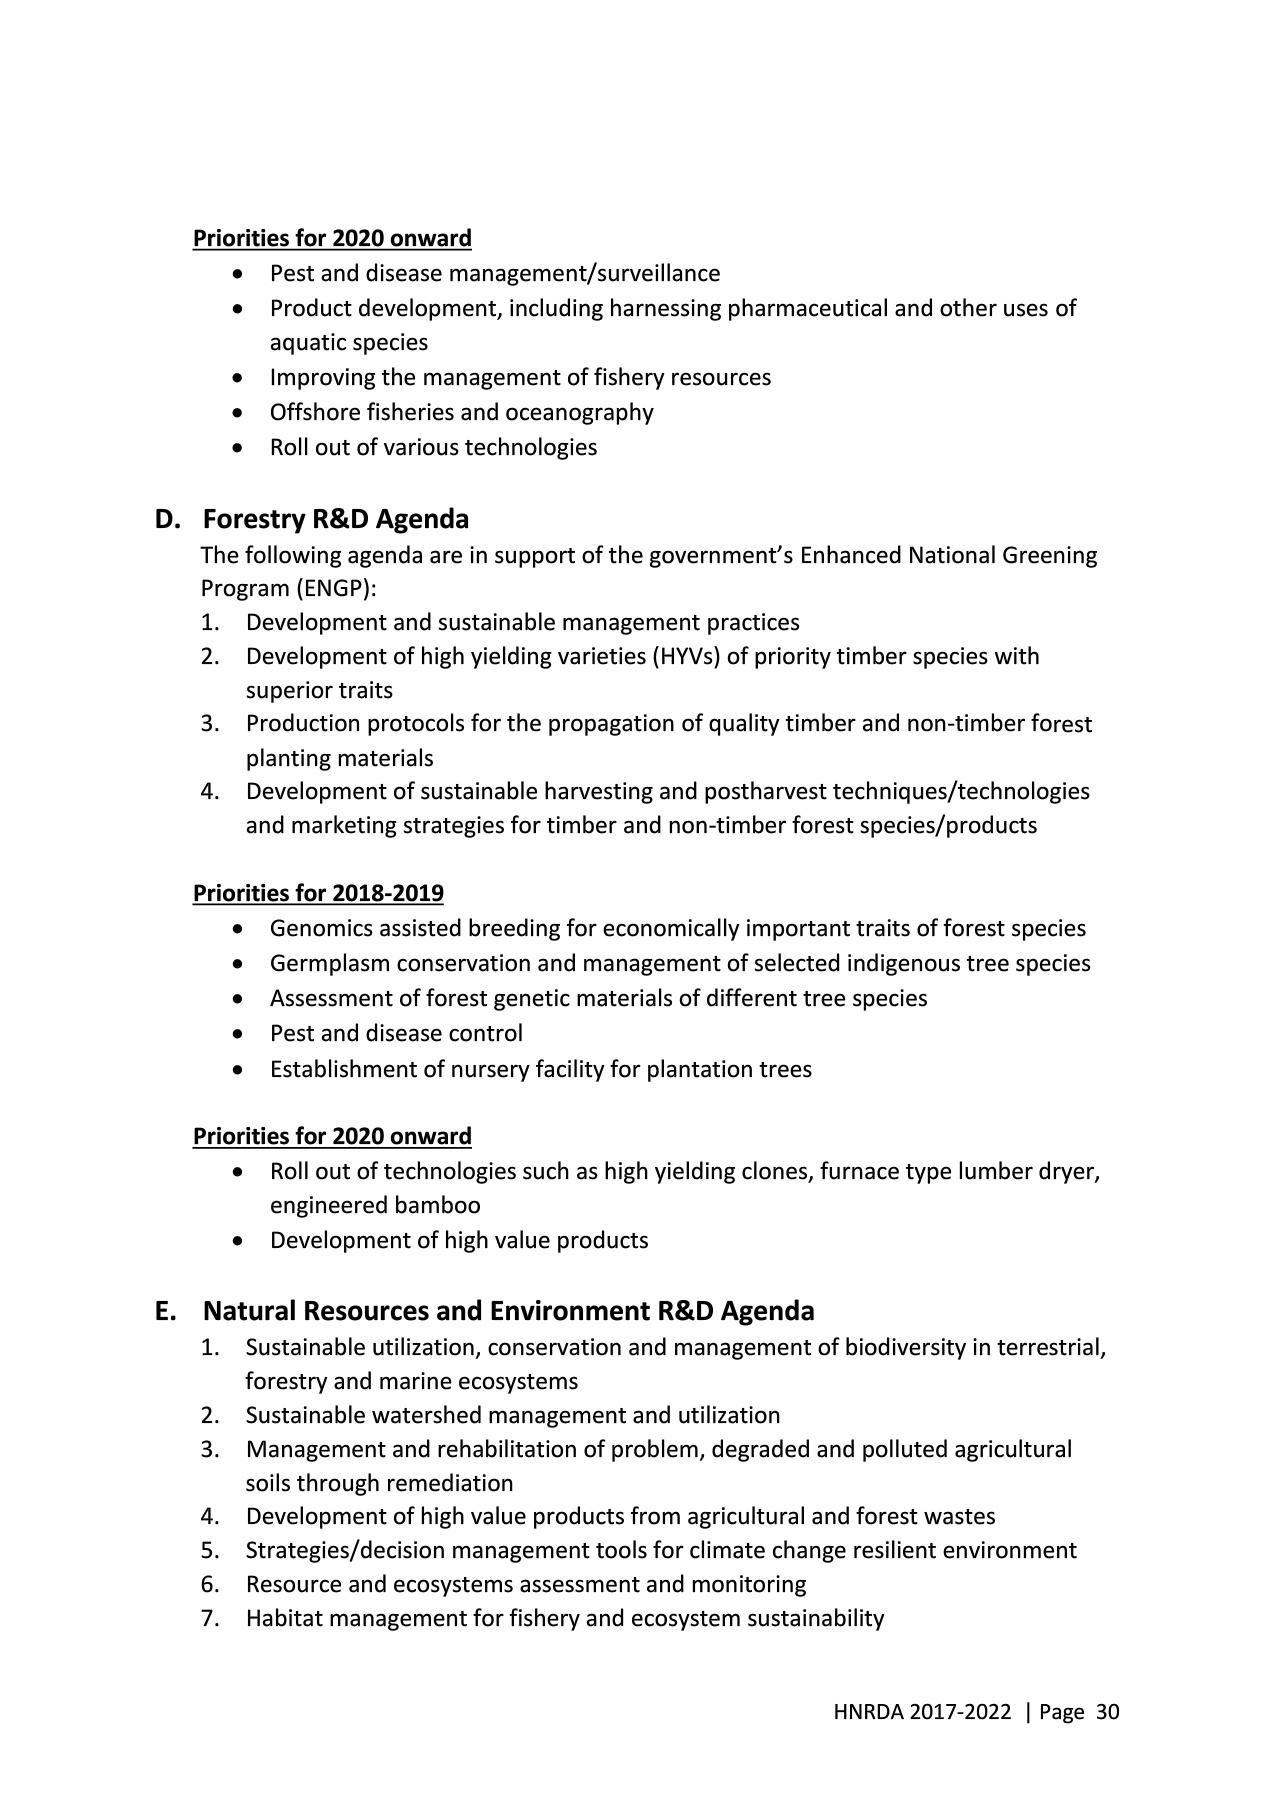 Priorities for 2020 onward
• Pest and disease management/surveillance
• Product development, including harnessing pharmaceutical and other uses of
aquatic species
• Improving the management of fishery resources
• Offshore fisheries and oceanography
• Roll out of various technologies
D. Forestry R&D Agenda
The following agenda are in support of the government’s Enhanced National Greening
Program (ENGP):
1. Development and sustainable management practices
2. Development of high yielding varieties (HYVs) of priority timber species with
superior traits
3. Production protocols for the propagation of quality timber and non-timber forest
planting materials
4. Development of sustainable harvesting and postharvest techniques/technologies
and marketing strategies for timber and non-timber forest species/products
Priorities for 2018-2019
• Genomics assisted breeding for economically important traits of forest species
• Germplasm conservation and management of selected indigenous tree species
• Assessment of forest genetic materials of different tree species
• Pest and disease control
• Establishment of nursery facility for plantation trees
Priorities for 2020 onward
• Roll out of technologies such as high yielding clones, furnace type lumber dryer,
engineered bamboo
• Development of high value products
E. Natural Resources and Environment R&D Agenda
1. Sustainable utilization, conservation and management of biodiversity in terrestrial,
forestry and marine ecosystems
2. Sustainable watershed management and utilization
3. Management and rehabilitation of problem, degraded and polluted agricultural
soils through remediation
4. Development of high value products from agricultural and forest wastes
5. Strategies/decision management tools for climate change resilient environment
6. Resource and ecosystems assessment and monitoring
7. Habitat management for fishery and ecosystem sustainability
HNRDA 2017-2022 | Page 30